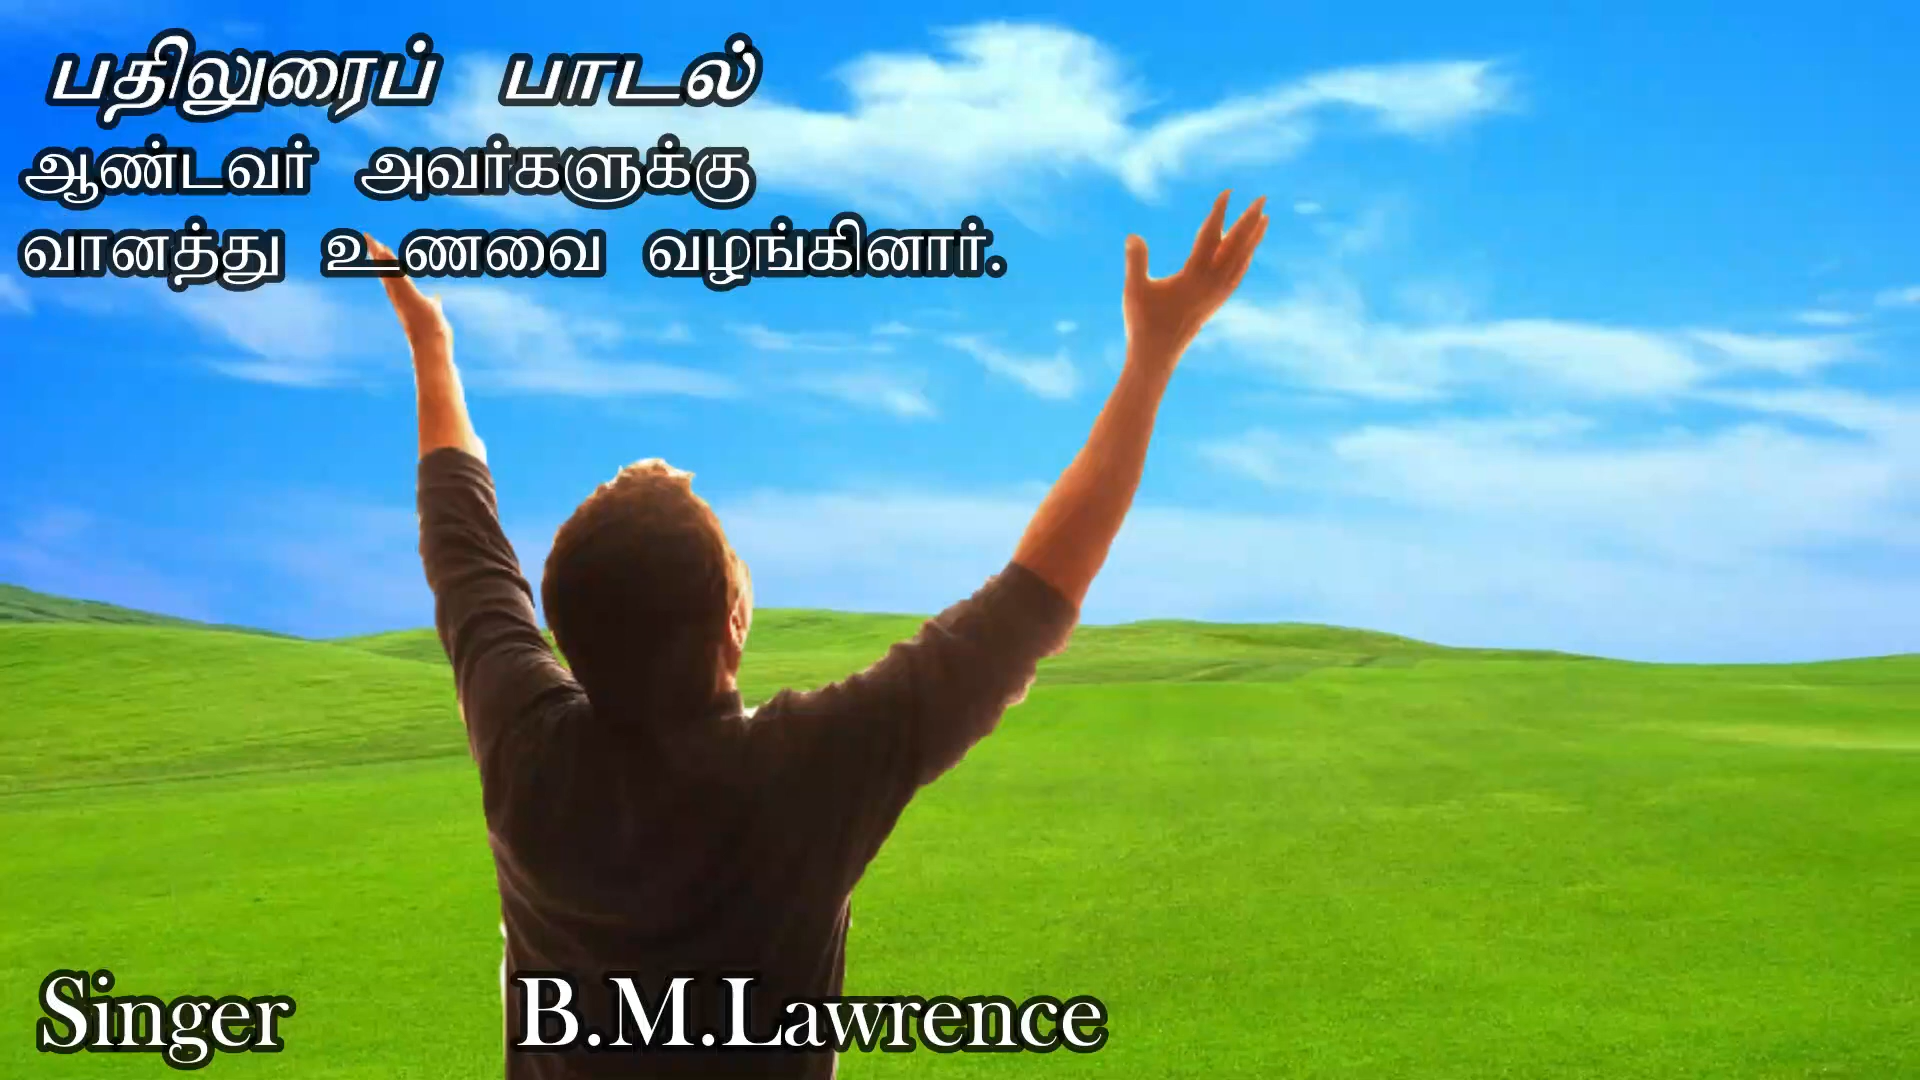 பதிலுரைப் பாடல்
ஆண்டவர் அவர்களுக்கு
வானத்து உணவை வழங்கினார்.
Singer B.M.Lawrence